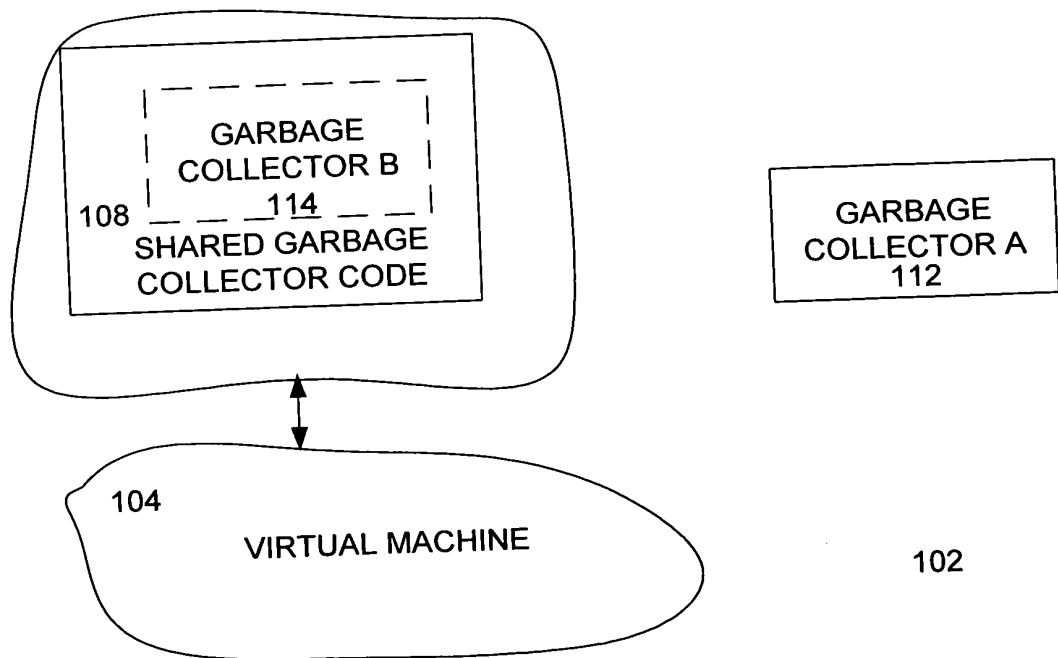 GARBAGE
COLLECTOR B
114
108
SHARED GARBAGE
COLLECTOR CODE
GARBAGE
COLLECTOR A
112
104
VIRTUAL MACHINE
102